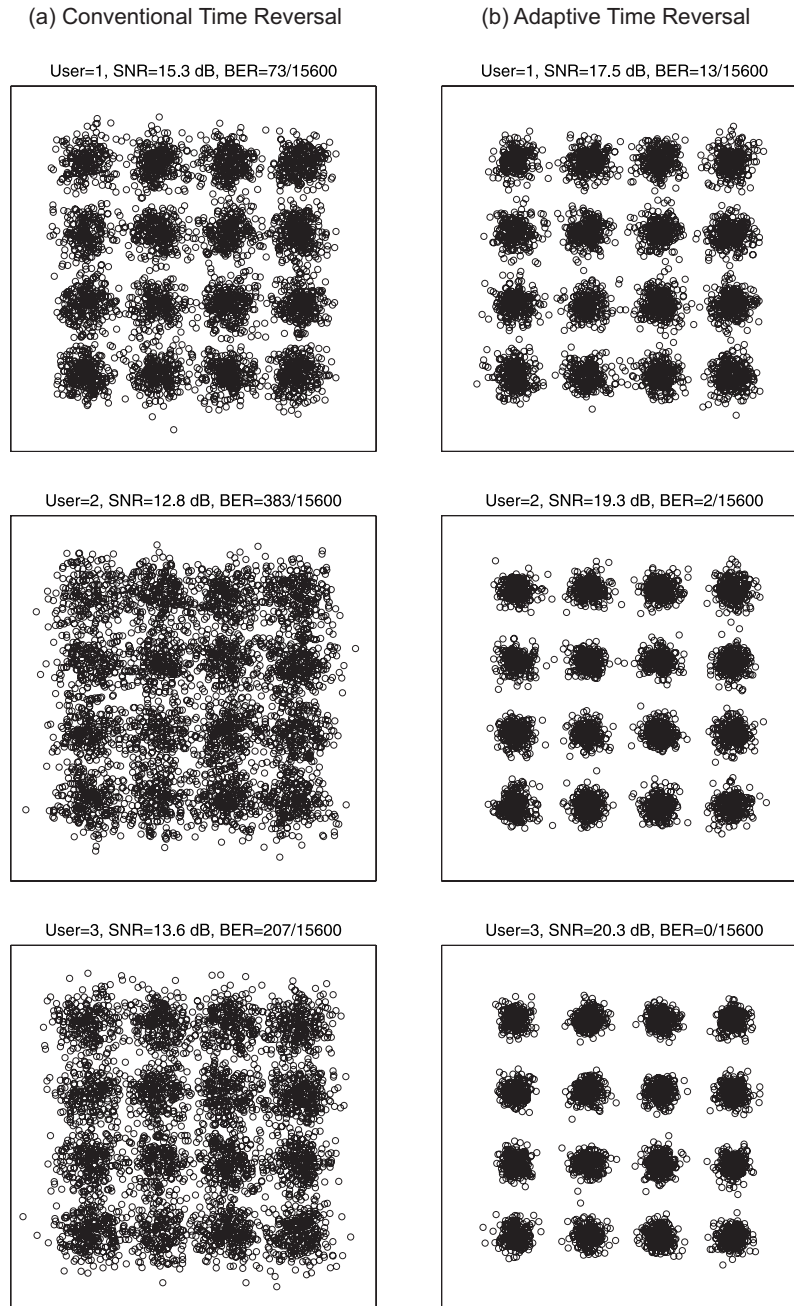 (a) Conventional Time Reversal
(b) Adaptive Time Reversal
User=1, SNR=15.3 dB, BER=73/15600
User=1, SNR=17.5 dB, BER=13/15600
User=2, SNR=12.8 dB, BER=383/15600
User=2, SNR=19.3 dB, BER=2/15600
User=3, SNR=13.6 dB, BER=207/15600
User=3, SNR=20.3 dB, BER=0/15600